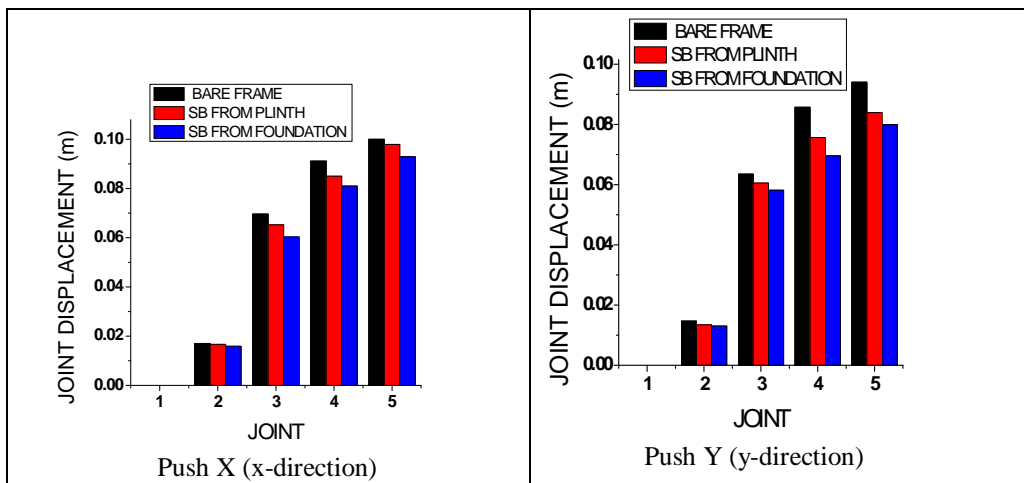 BARE FRAME
SB FROM PLINTH
SB FROM FOUNDATION
JOINT DISPLACEMENT (m)
0.10
0.08
0.06
0.04
0.02
0.00
1 2 3 4 5
JOINT
Push X (x-direction)
BARE FRAME
SB FROM PLINTH
SB FROM FOUNDATION
JOINT DISPLACEMENT (m)
0.10
0.08
0.06
0.04
0.02
0.00
1 2 3 4 5
JOINT
Push Y (y-direction)